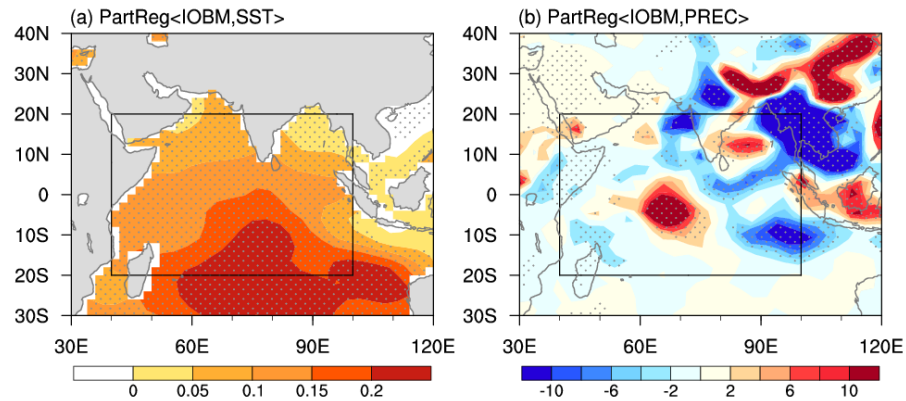 (a) PartReg<IOBM,SST>
(b) PartReg<IOBM,PREC>
40N
30N
20N
10N
0
10S
20S
30S
30E 60E 90E 120E
0 0.05 0.1 0.15 0.2
40N
30N
20N
10N
0
10S
20S
30S
30E 60E 90E 120E
-10 -6 -2 2 6 10